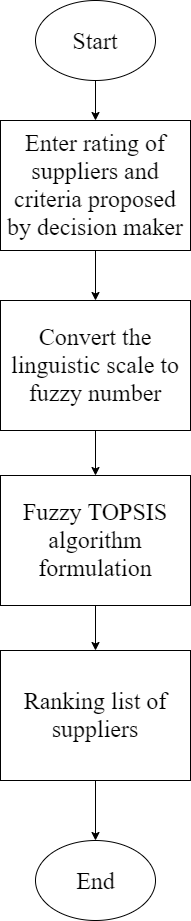 Start
Enter rating of
suppliers and
criteria proposed
by decision maker
Convert the
linguistic scale to
fuzzy number
Fuzzy TOPSIS
algorithm
formulation
Ranking list of
suppliers
End